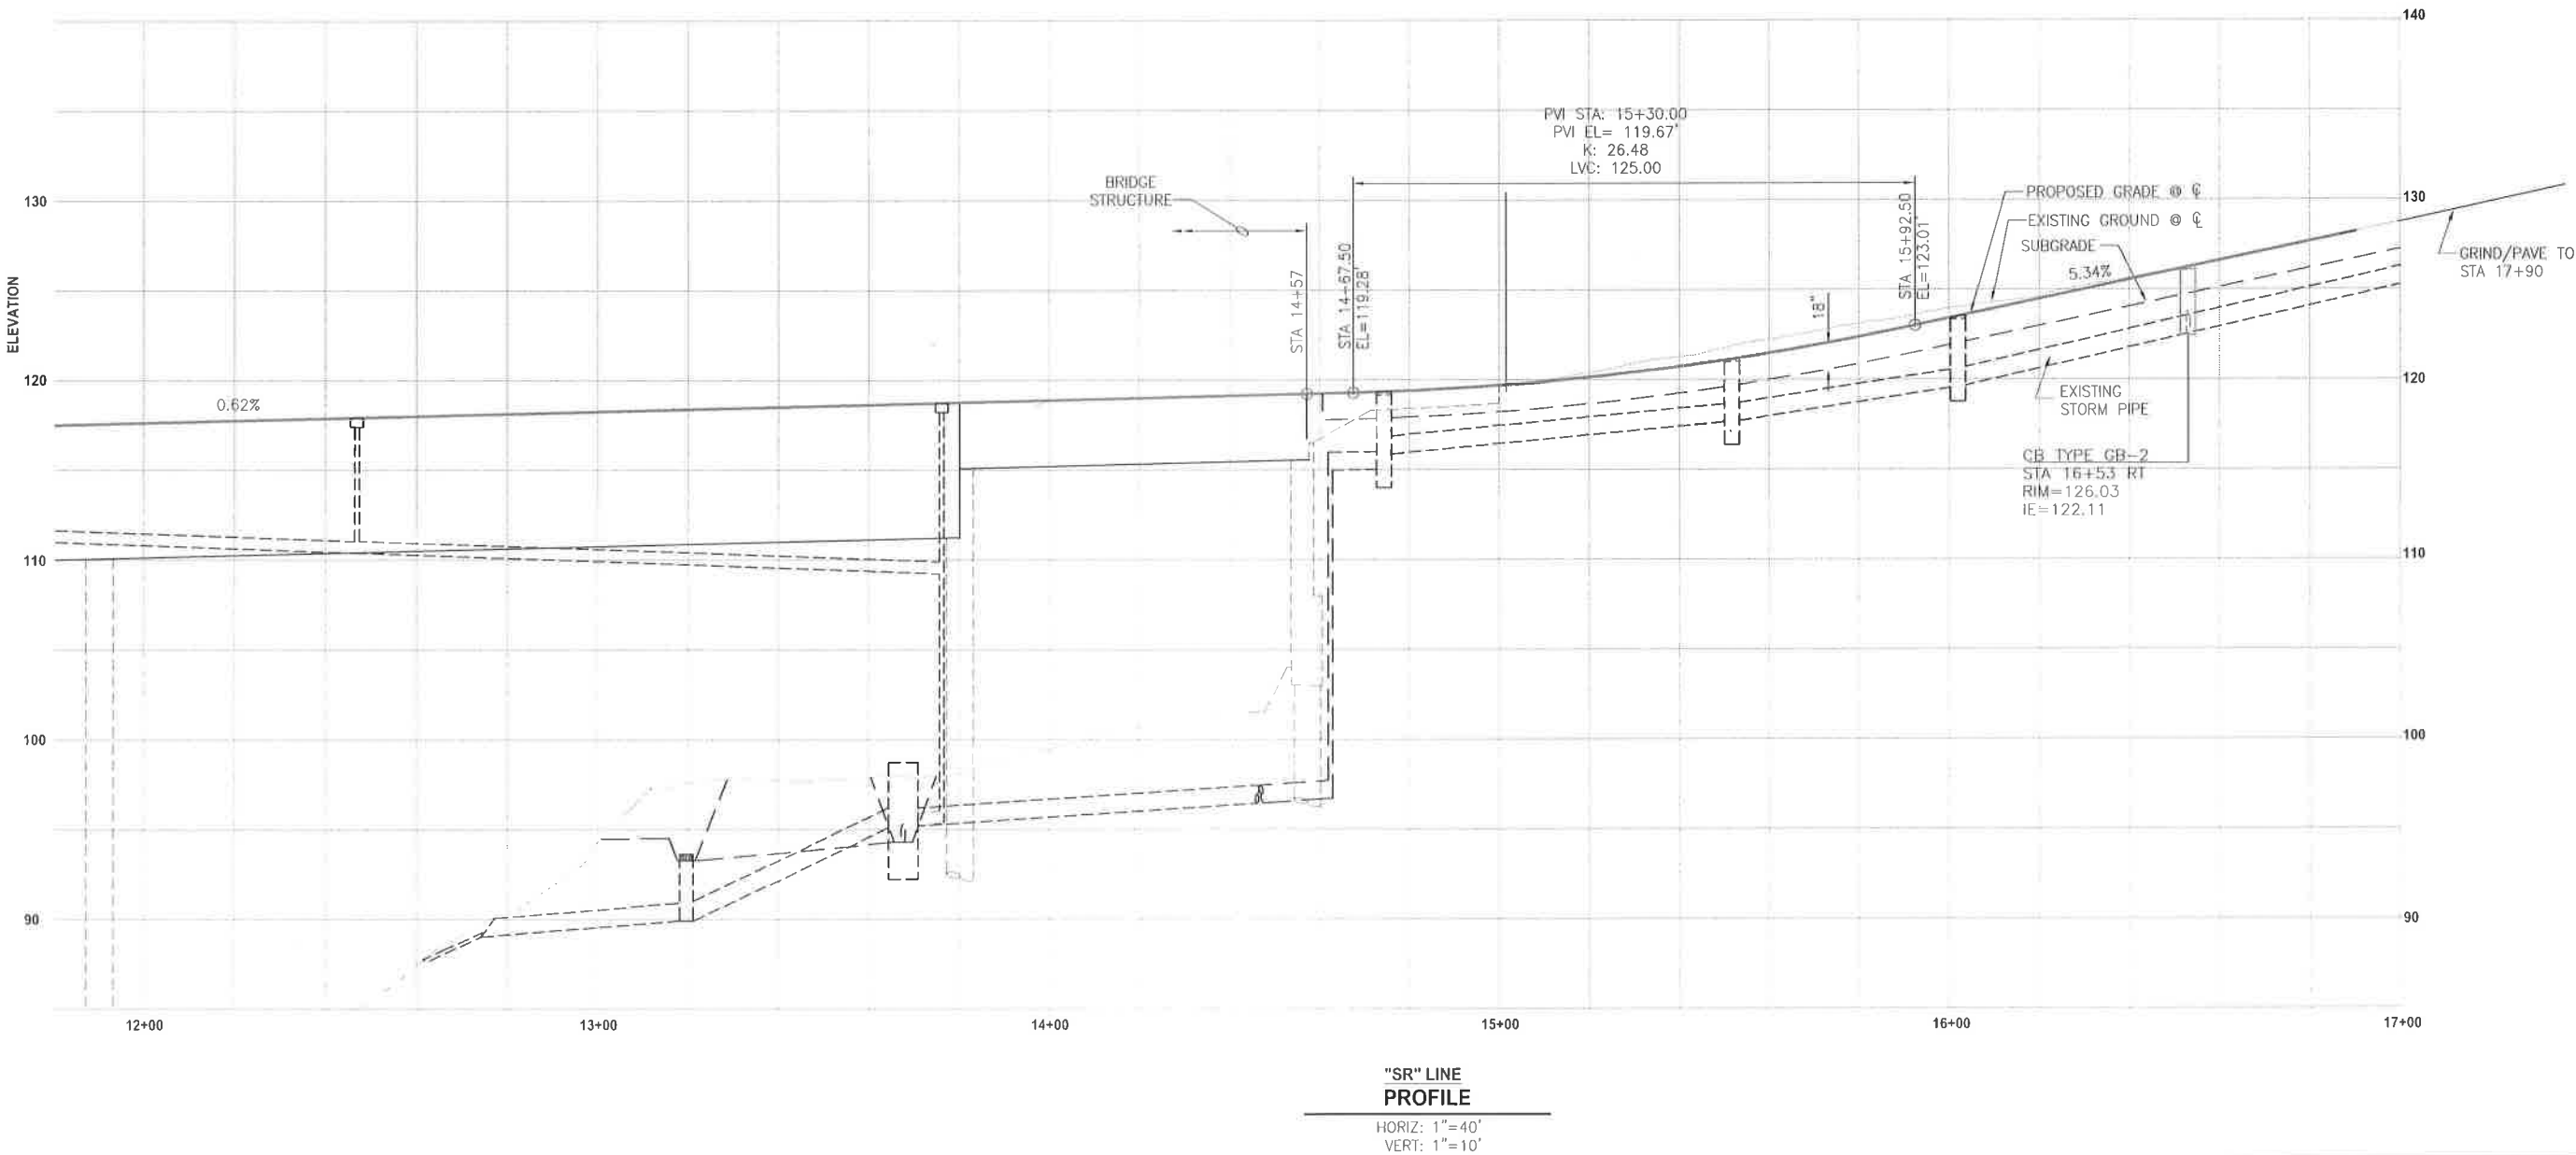 140
PVI STA: 15+30.00
PVI EL= 119.67'
K: 26.48
LVC: 125.00
BRIDGE
STRUCTURE
130
130
PROPOSED GRADE @ ℄
EXISTING GROUND @ ℄
SUBGRADE
GRIND/PAVE TO
STA 17+90
5.34%
STA 14+57
STA 14+67.50
EL=119.28'
STA 15+92.50
EL=123.01'
18"
ELEVATION
120
120
0.62%
EXISTING
STORM PIPE
CB TYPE GB-2
STA 16+53 RT
RIM=126.03
IE=122.11
110
110
100
100
90
90
12+00
13+00
14+00
15+00
16+00
17+00
"SR" LINE
PROFILE
HORIZ: 1"=40'
VERT: 1"=10'